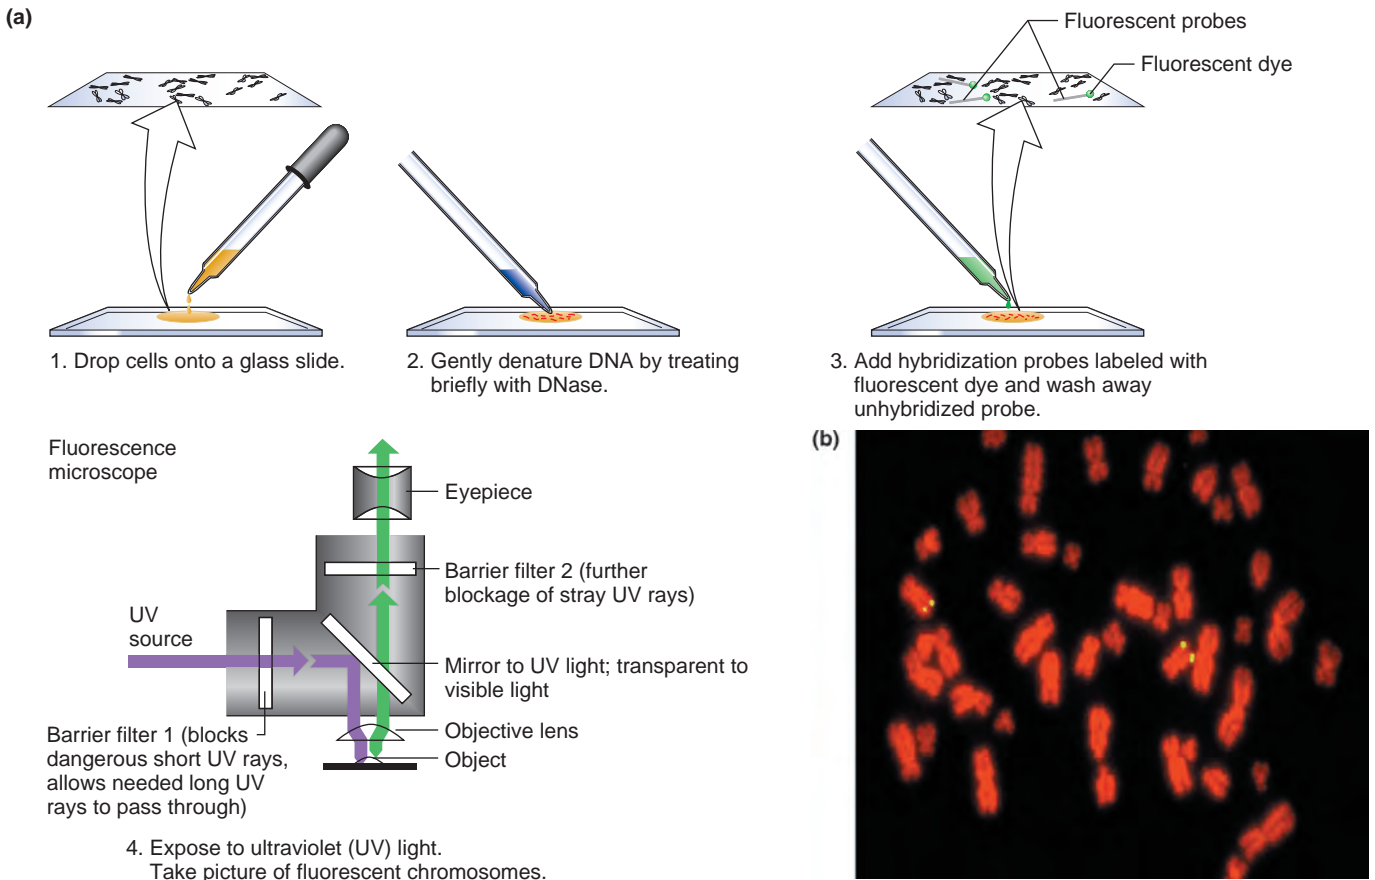 (a)
Fluorescent probes
Fluorescent dye
1. Drop cells onto a glass slide.
2. Gently denature DNA by treating
briefly with DNase.
3. Add hybridization probes labeled with
fluorescent dye and wash away
unhybridized probe.
Fluorescence
microscope
Eyepiece
Barrier filter 2 (further
blockage of stray UV rays)
UV
source
Mirror to UV light; transparent to
visible light
Barrier filter 1 (blocks
dangerous short UV rays,
allows needed long UV
rays to pass through)
Objective lens
Object
4. Expose to ultraviolet (UV) light.
Take picture of fluorescent chromosomes.
(b)